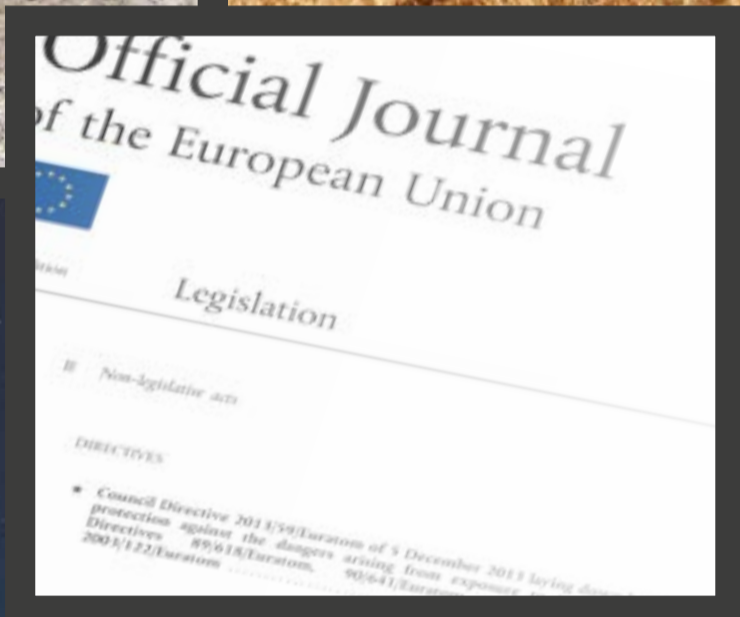 Official Journal
of the European Union
Legislation
II Non-legislative acts
DIRECTIVES
★ Council Directive 2013/59/Euratom of 5 December 2013 laying down
protection against the dangers arising from exposure
Directives 89/618/Euratom, 90/641/Euratom
2003/122/Euratom ..............